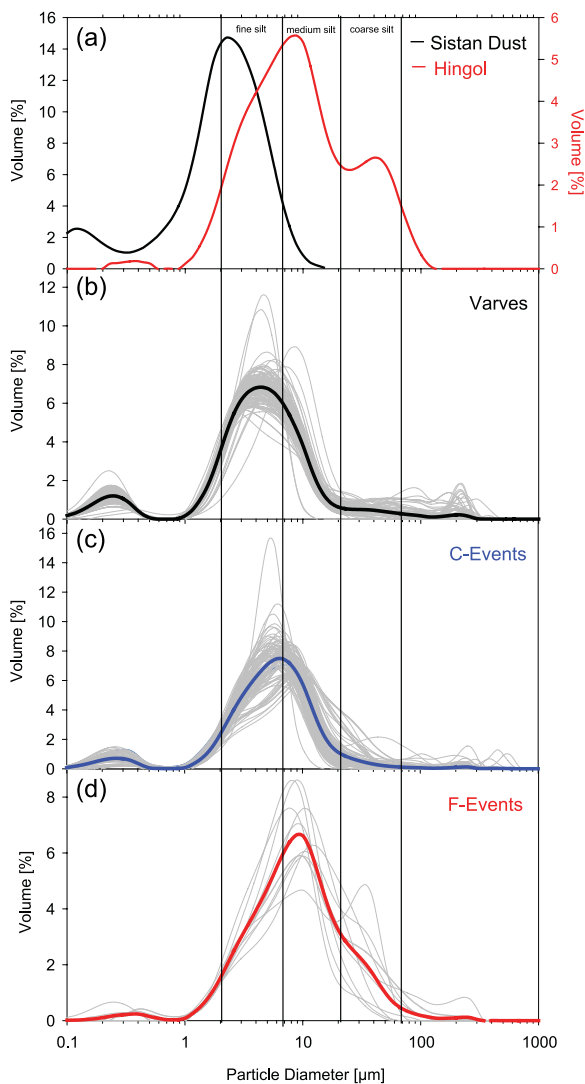 (a)
fine silt
medium silt
coarse silt
Sistan Dust
Hingol
Volume [%]
16
14
12
10
8
6
4
2
0
Volume [%]
6
5
4
3
2
1
0
(b)
Varves
Volume [%]
12
10
8
6
4
2
0
(c)
C-Events
Volume [%]
16
14
12
10
8
6
4
2
0
(d)
F-Events
Volume [%]
8
6
4
2
0
0.1
1
10
100
1000
Particle Diameter [µm]